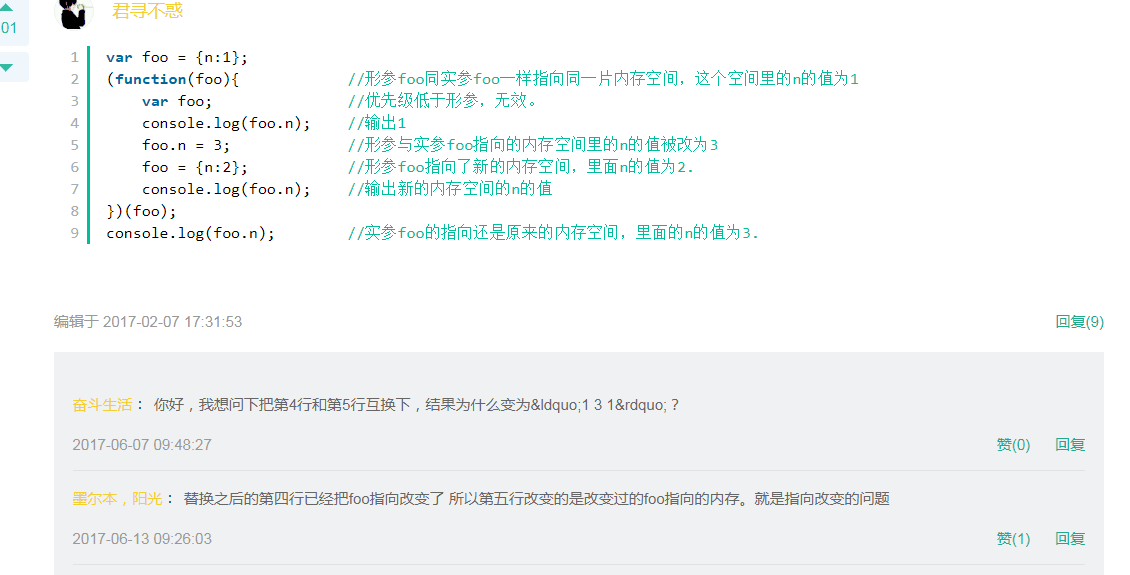 01
君寻不惑
1 var foo = {n:1};
2 (function(foo){ //形参foo同实参foo一样指向同一片内存空间，这个空间里的n的值为1
3 var foo; //优先级低于形参，无效。
4 console.log(foo.n); //输出1
5 foo.n = 3; //形参与实参foo指向的内存空间里的n的值被改为3
6 foo = {n:2}; //形参foo指向了新的内存空间，里面n的值为2.
7 console.log(foo.n); //输出新的内存空间的n的值
8 })(foo);
9 console.log(foo.n); //实参foo的指向还是原来的内存空间，里面的n的值为3.
编辑于 2017-02-07 17:31:53 回复(9)
奋斗生活： 你好，我想问下把第4行和第5行互换下，结果为什么变为&ldquo;1 3 1&rdquo;？
2017-06-07 09:48:27 赞(0) 回复
墨尔本，阳光： 替换之后的第四行已经把foo指向改变了 所以第五行改变的是改变过的foo指向的内存。就是指向改变的问题
2017-06-13 09:26:03 赞(1) 回复